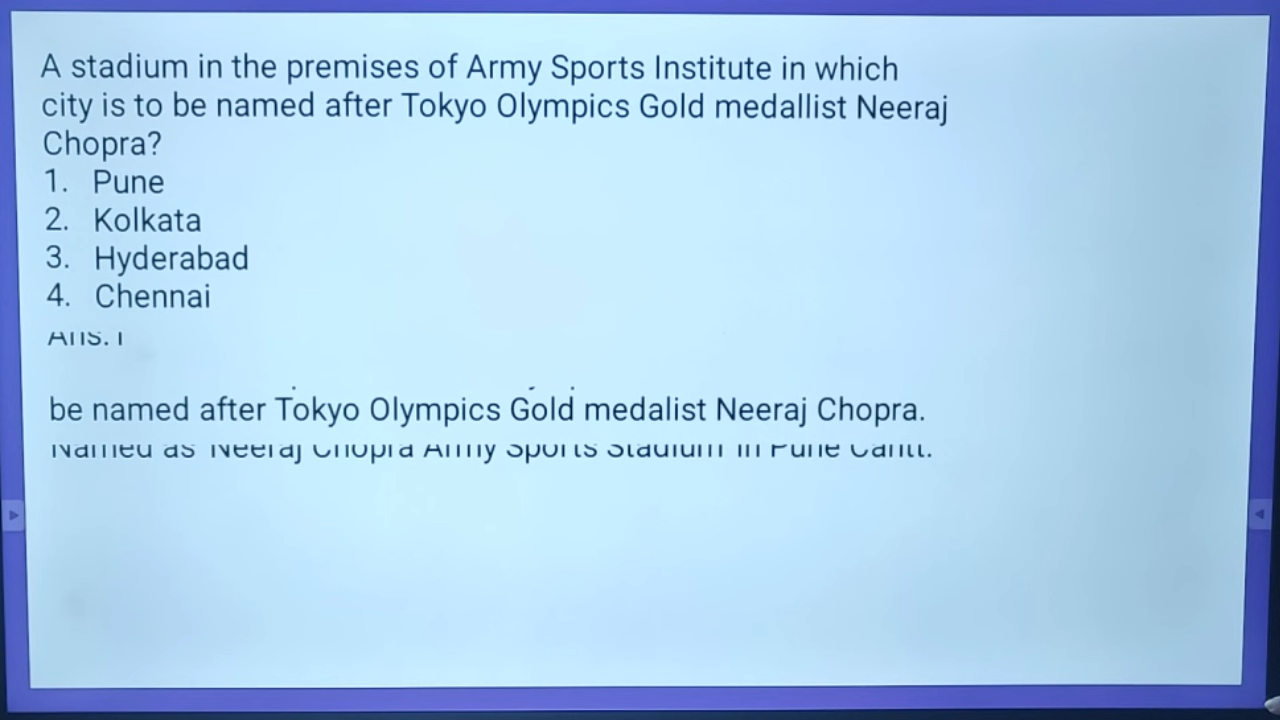 A stadium in the premises of Army Sports Institute in which
city is to be named after Tokyo Olympics Gold medallist Neeraj
Chopra?
1. Pune
2. Kolkata
3. Hyderabad
4. Chennai
Ans. 1
be named after Tokyo Olympics Gold medalist Neeraj Chopra.
Named as Neeraj Chopra Army Sports Stadium in Pune Cantt.